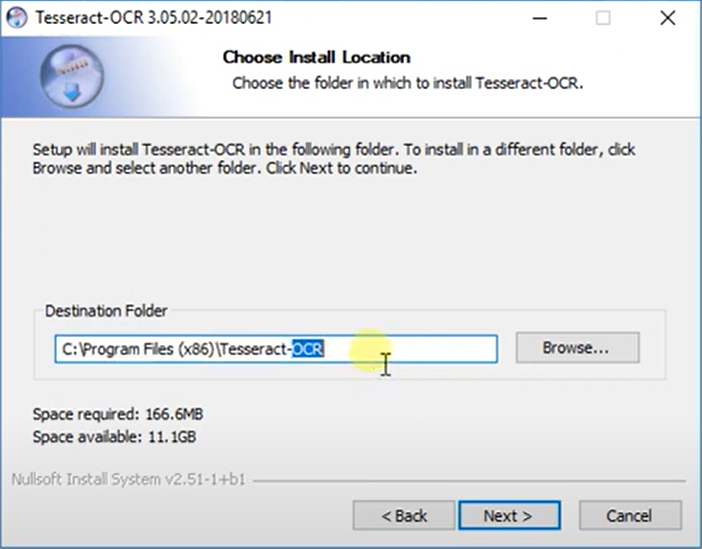 Tesseract-OCR 3.05.02-20180621
Choose Install Location
Choose the folder in which to install Tesseract-OCR.
Setup will install Tesseract-OCR in the following folder. To install in a different folder, click
Browse and select another folder. Click Next to continue.
Destination Folder
C:\Program Files (x86)\Tesseract-OCR
Browse...
Space required: 166.6MB
Space available: 11.1GB
Nullsoft Install System v2.51-1+b1
< Back
Next >
Cancel